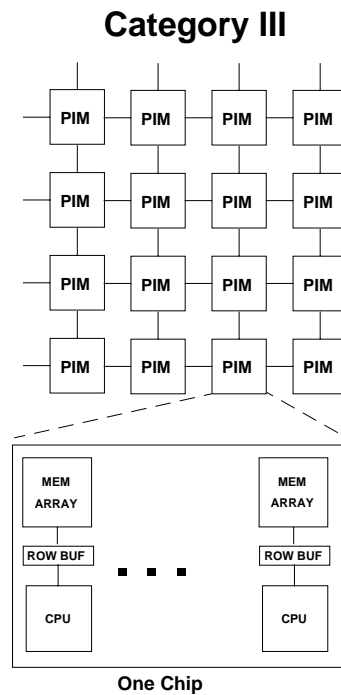 Category III
PIM PIM PIM PIM
PIM PIM PIM PIM
PIM PIM PIM PIM
PIM PIM PIM PIM
MEM MEM
ARRAY ARRAY
ROW BUF ROW BUF
CPU CPU
One Chip